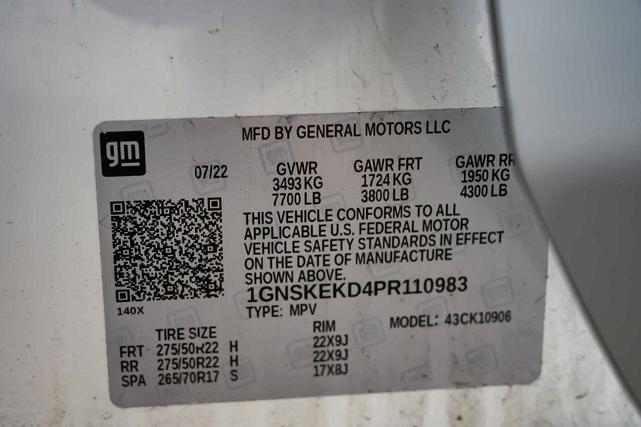 MFD BY GENERAL MOTORS LLC
gm
07/22 GVWR GAWR FRT GAWR RR
3493 KG 1724 KG 1950 KG
7700 LB 3800 LB 4300 LB
THIS VEHICLE CONFORMS TO ALL
APPLICABLE U.S. FEDERAL MOTOR
VEHICLE SAFETY STANDARDS IN EFFECT
ON THE DATE OF MANUFACTURE
SHOWN ABOVE.
1GNSKEKD4PR110983
140X
TYPE: MPV MODEL: 43CK10906
TIRE SIZE RIM
FRT 275/50R22 H 22X9J
RR 275/50R22 H 22X9J
SPA 265/70R17 S 17X8J